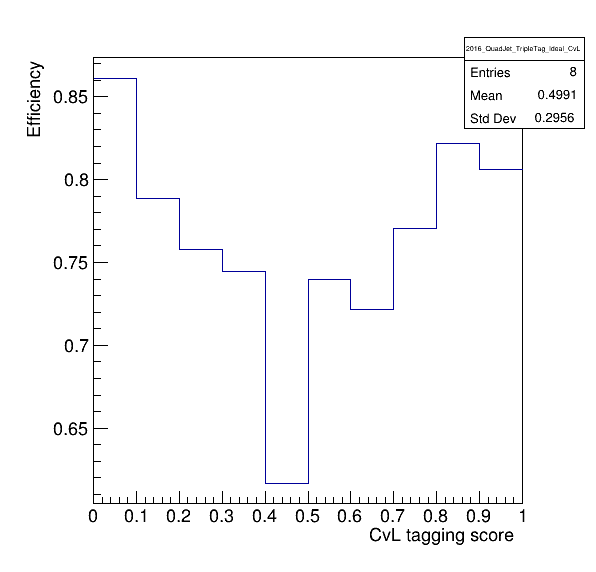 2016_QuadJet_TripleTag_Ideal_CvL
Entries 8
Mean 0.4991
Std Dev 0.2956
Efficiency
0.85
0.8
0.75
0.7
0.65
0 0.1 0.2 0.3 0.4 0.5 0.6 0.7 0.8 0.9 1
CvL tagging score